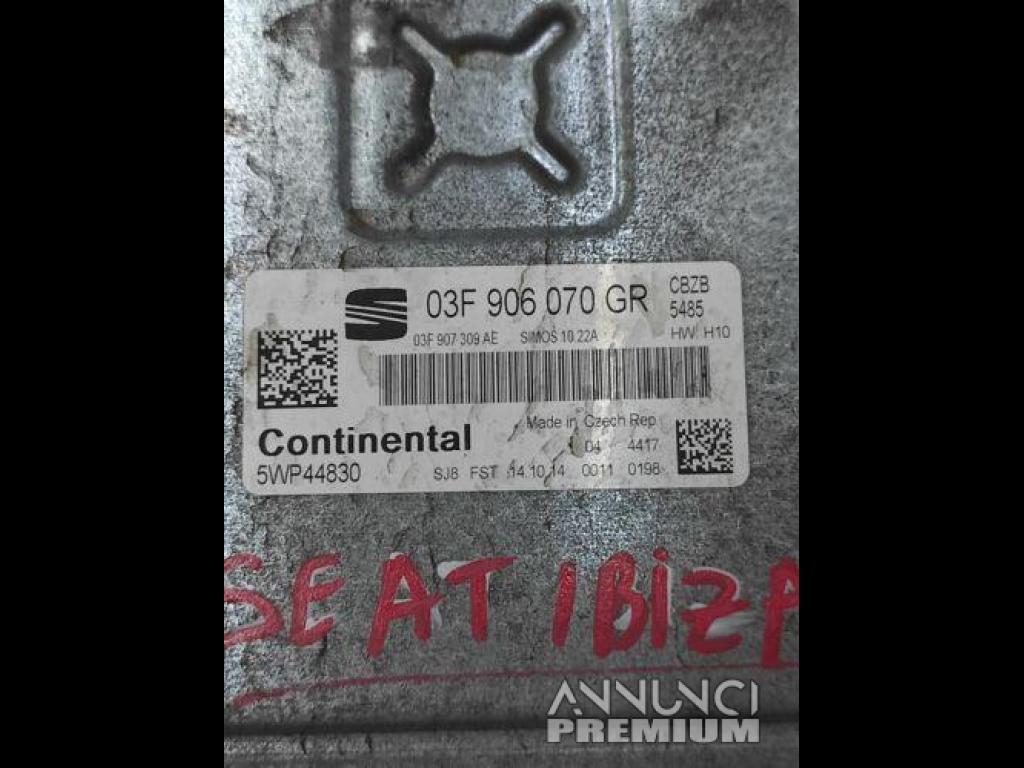 03F 906 070 GR
CBZB
5485
03F 907 309 AE SIMOS 10.22A
HW: H10
Made in Czech Rep
Continental
04 4417
5WP44830
SJ8 FST 14.10.14 0011 0198
SEAT IBiZA
ANNUNCI
PREMIUM